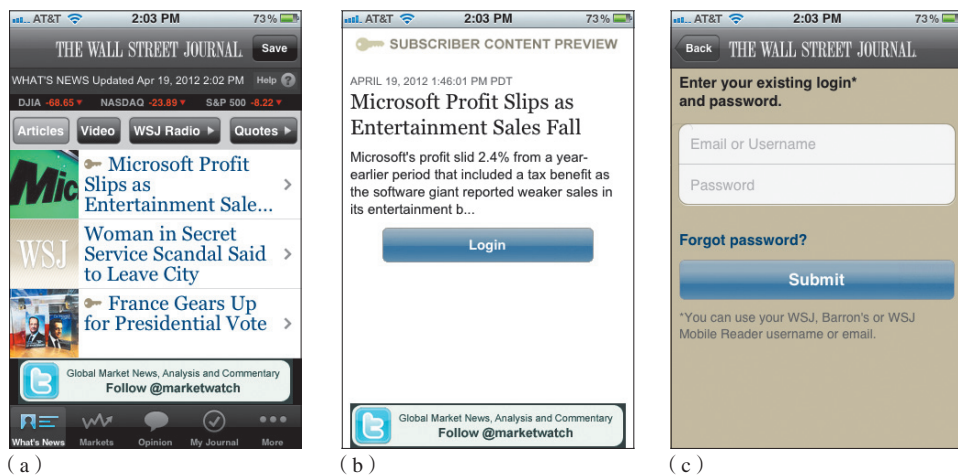 AT&T 2:03 PM 73%
THE WALL STREET JOURNAL Save
WHAT'S NEWS Updated Apr 19, 2012 2:02 PM Help ?
DJIA -68.65 ▼ NASDAQ -23.89 ▼ S&P 500 -8.22 ▼
Articles Video WSJ Radio ▶ Quotes ▶
Mic
Microsoft Profit
Slips as
Entertainment Sale...
WSJ
Woman in Secret
Service Scandal Said
to Leave City
France Gears Up
for Presidential Vote
Global Market News, Analysis and Commentary
Follow @marketwatch
What's News Markets Opinion My Journal More
(a)
AT&T 2:03 PM 73%
SUBSCRIBER CONTENT PREVIEW
APRIL 19, 2012 1:46:01 PM PDT
Microsoft Profit Slips as
Entertainment Sales Fall
Microsoft's profit slid 2.4% from a year-
earlier period that included a tax benefit as
the software giant reported weaker sales in
its entertainment b...
Login
Global Market News, Analysis and Commentary
Follow @marketwatch
(b)
AT&T 2:03 PM 73%
Back THE WALL STREET JOURNAL
Enter your existing login*
and password.
Email or Username
Password
Forgot password?
Submit
*You can use your WSJ, Barron's or WSJ
Mobile Reader username or email.
(c)